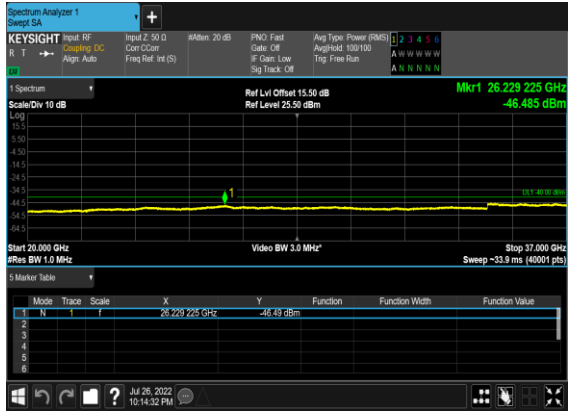 Spectrum Analyzer 1
Swept SA
+
KEYSIGHT Input: RF Input Z: 50 Ω #Atten: 20 dB PNO: Fast Avg Type: Power (RMS) 1 2 3 4 5 6
R T Coupling: DC Corr CCorr Gate: Off Avg|Hold: 100/100 A W W W W W
Align: Auto Freq Ref: Int (S) IF Gain: Low Trig: Free Run
LU Sig Track: Off A N N N N N
1 Spectrum Ref Lvl Offset 15.50 dB Mkr1 26.229 225 GHz
Scale/Div 10 dB Ref Level 25.50 dBm -46.485 dBm
Log
15.5
5.50
-4.50
-14.5
-24.5
-34.5 1 DL1 -40.00 dBm
-44.5
-54.5
-64.5
Start 20.000 GHz Video BW 3.0 MHz* Stop 37.000 GHz
#Res BW 1.0 MHz Sweep ~33.9 ms (40001 pts)
5 Marker Table
Mode Trace Scale X Y Function Function Width Function Value
1 N 1 f 26.229 225 GHz -46.49 dBm
2
3
4
5
6
? Jul 26, 2022
10:14:32 PM